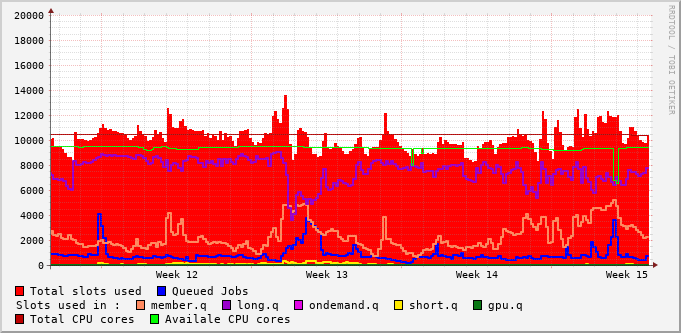 RRDTOOL / TOBI OETIKER
20000
18000
16000
14000
12000
10000
8000
6000
4000
2000
0
Week 12 Week 13 Week 14 Week 15
Total slots used Queued Jobs
Slots used in : member.q long.q ondemand.q short.q gpu.q
Total CPU cores Availale CPU cores